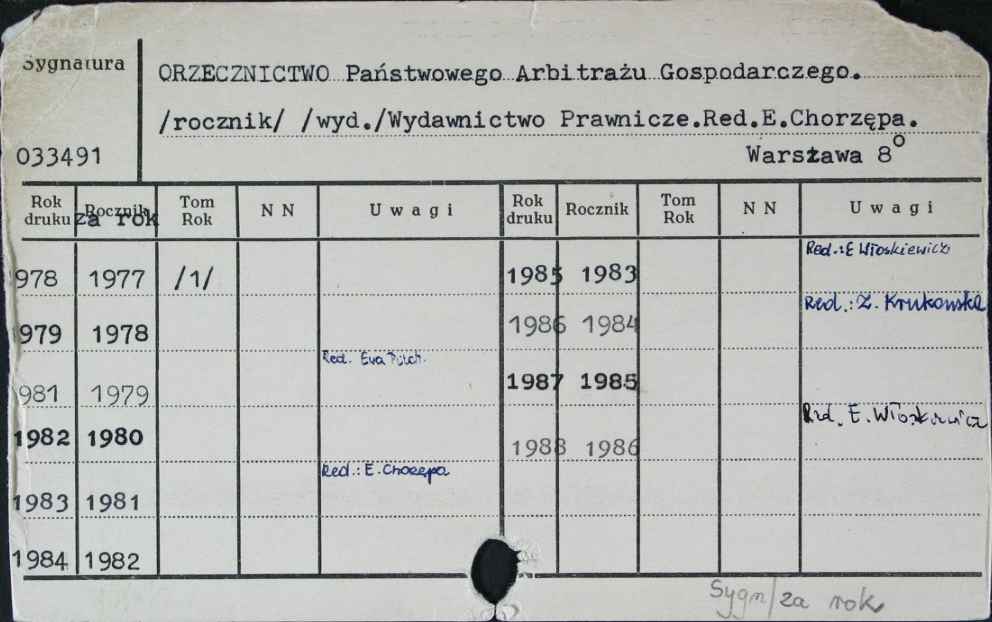 Sygnatura
ORZECZNICTWO Państwowego Arbitrażu Gospodarczego.
/rocznik/ /wyd./Wydawnictwo Prawnicze.Red.E.Chorzępa.
033491 Warszawa 8°
Rok druku Rocznik za rok Tom Rok N N Uwagi Rok druku Rocznik Tom Rok N N Uwagi
Red.: E Włoskiewicz
978 1977 /1/ 1985 1983
Red.: Z. Krukowska
979 1978 1986 1984
Red. Ewa
981 1979 1987 1985
Red. E. Włoskiewicz
1982 1980 1988 1986
Red.: E. Chorzępa
1983 1981
1984 1982
Sygn/za rok